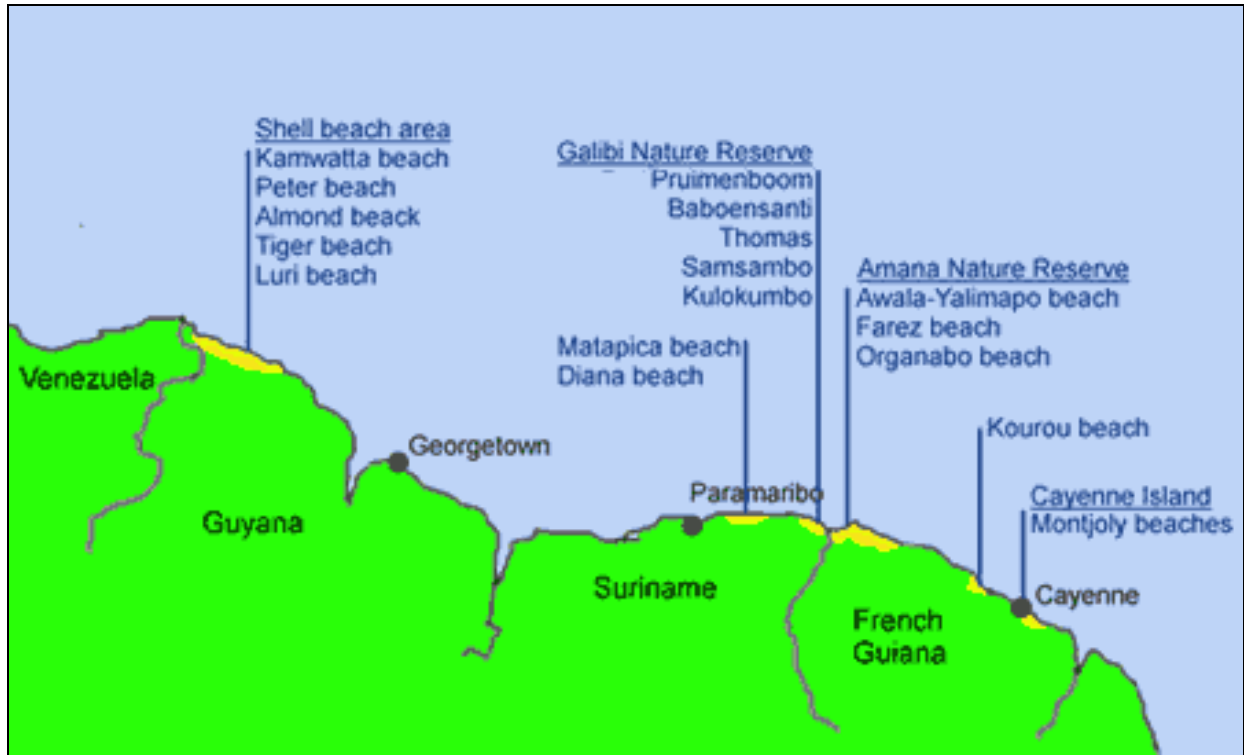 Shell beach area
Kamwatta beach
Peter beach
Almond beack
Tiger beach
Luri beach
Galibi Nature Reserve
Pruimenboom
Baboensanti
Thomas
Samsambo
Kulokumbo
Amana Nature Reserve
Awala-Yalimapo beach
Farez beach
Organabo beach
Matapica beach
Diana beach
Kourou beach
Cayenne Island
Montjoly beaches
Venezuela
Georgetown
Guyana
Paramaribo
Suriname
Cayenne
French
Guiana